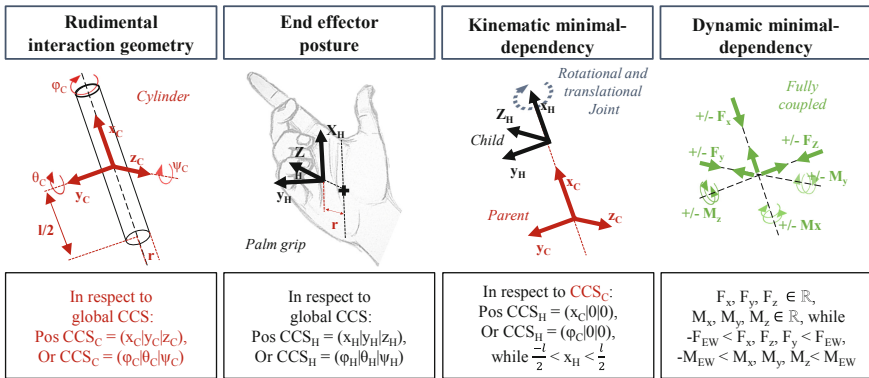 Rudimental
interaction geometry
φC
Cylinder
xC
zC
θC
ψC
yC
l/2
r
In respect to
global CCS:
Pos CCSC = (xC|yC|zC),
Or CCSC = (φC|θC|ψC)
End effector
posture
XH
Z
H
yH
r
Palm grip
In respect to
global CCS:
Pos CCSH = (xH|yH|zH),
Or CCSH = (φH|θH|ψH)
Kinematic minimal-
dependency
Rotational and
translational
Joint
xH
ZH
Child
yH
xC
Parent
zC
yC
In respect to CCSC:
Pos CCSH = (xC|0|0),
Or CCSH = (φC|0|0),
while -l/2 < xH < l/2
Dynamic minimal-
dependency
Fully
coupled
+/- Fx
+/- Fz
+/- Fy
+/- My
+/- Mz
+/- Mx
Fx, Fy, Fz ∈ ℝ,
Mx, My, Mz ∈ ℝ, while
-FEW < Fx, Fz, Fy < FEW,
-MEW < Mx, My, Mz< MEW